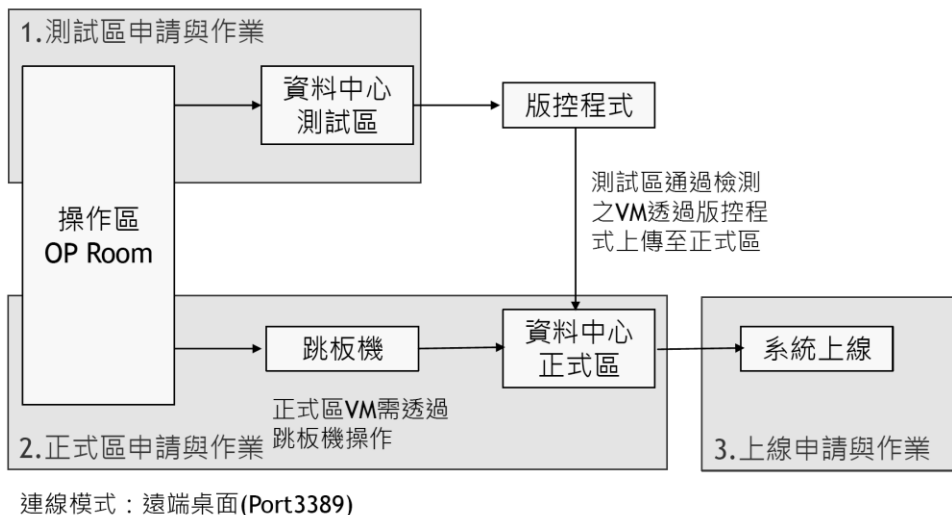 1.測試區申請與作業
資料中心
測試區
版控程式
操作區
OP Room
測試區通過檢測
之VM透過版控程
式上傳至正式區
跳板機
資料中心
正式區
系統上線
正式區VM需透過
跳板機操作
2.正式區申請與作業
3.上線申請與作業
連線模式：遠端桌面(Port3389)